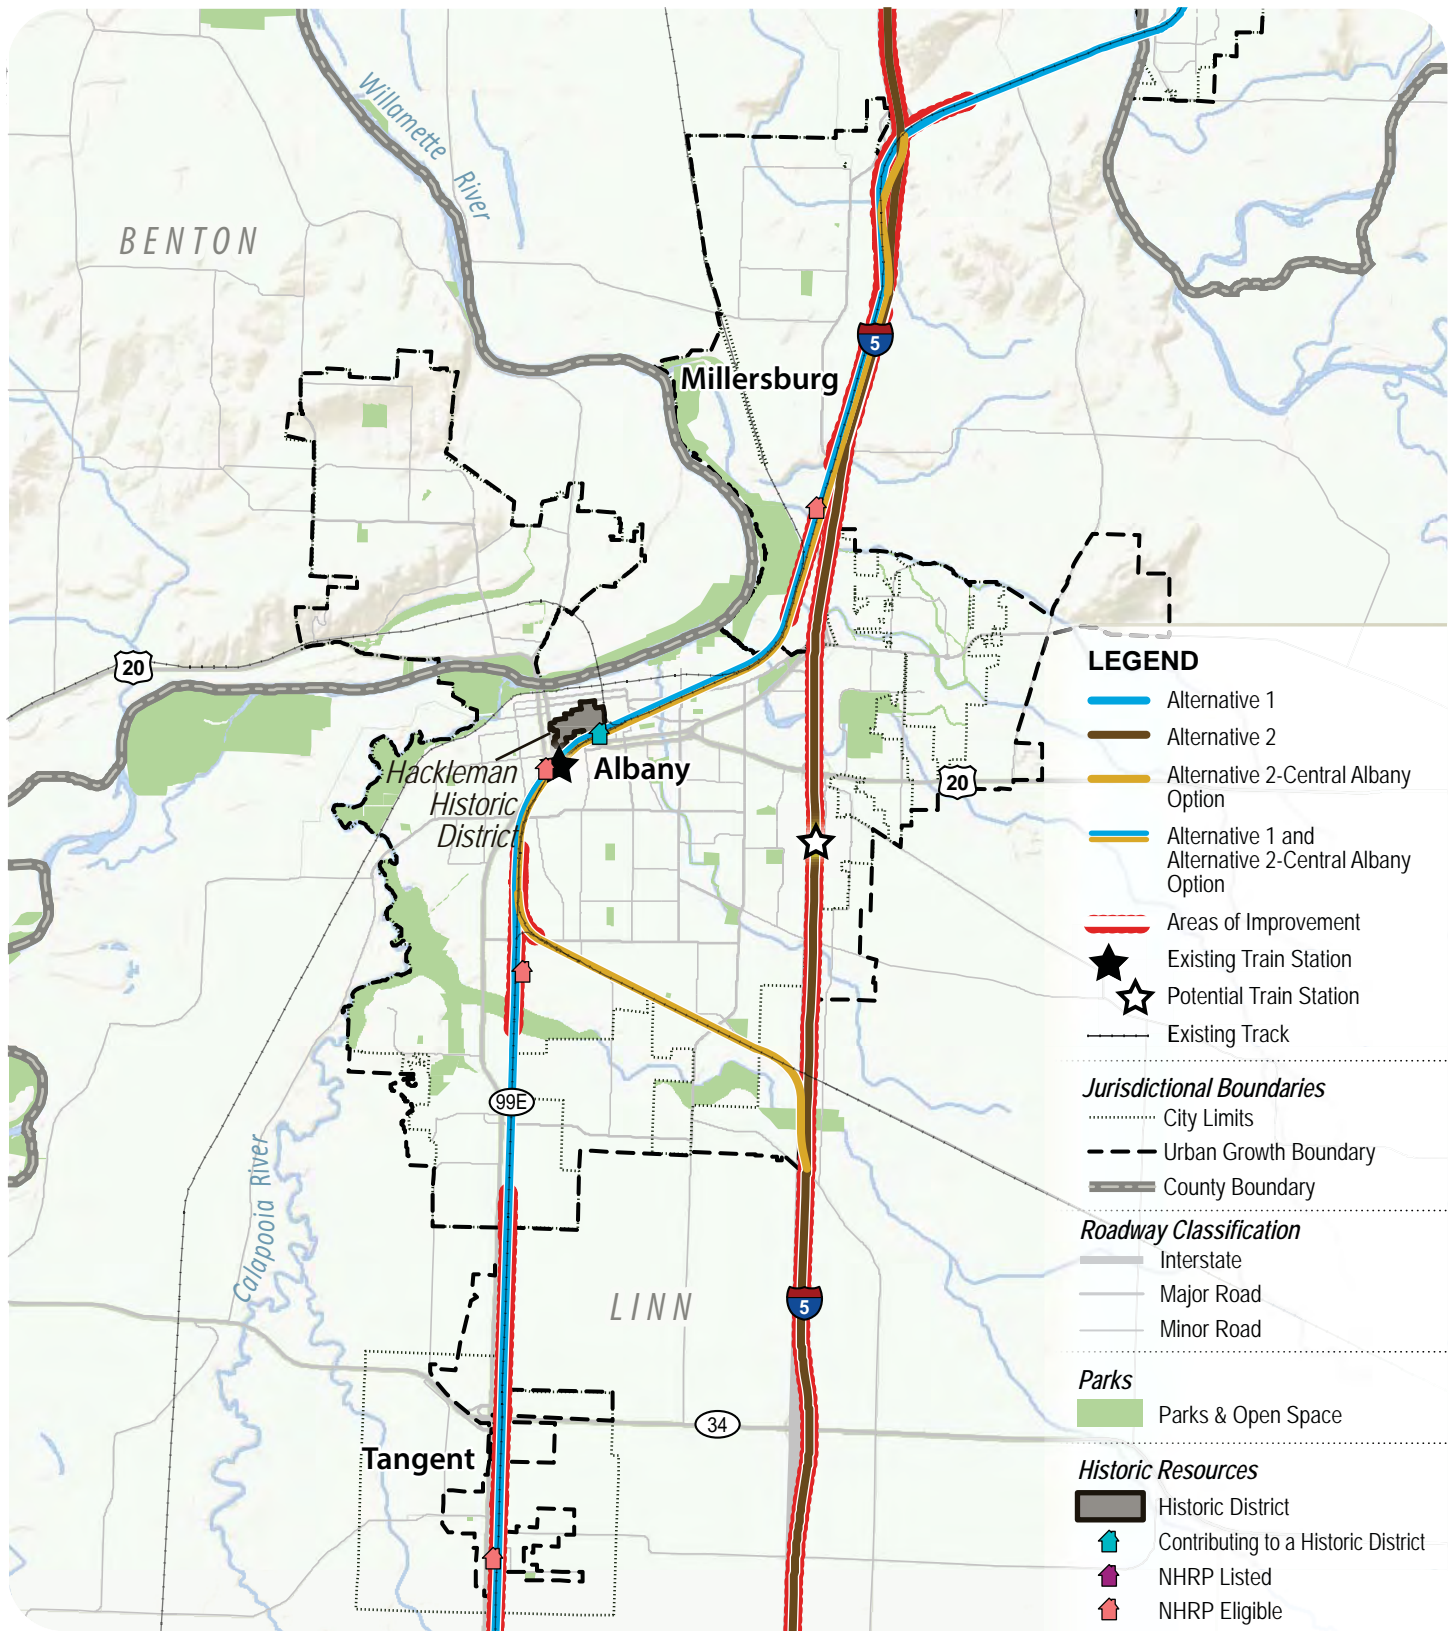 Willamette
River
BENTON
5
Millersburg
20
Hackleman
Historic
District
Albany
20
99E
Calapooia River
LINN
5
34
Tangent
LEGEND
Alternative 1
Alternative 2
Alternative 2-Central Albany
Option
Alternative 1 and
Alternative 2-Central Albany
Option
Areas of Improvement
Existing Train Station
Potential Train Station
Existing Track
Jurisdictional Boundaries
City Limits
Urban Growth Boundary
County Boundary
Roadway Classification
Interstate
Major Road
Minor Road
Parks
Parks & Open Space
Historic Resources
Historic District
Contributing to a Historic District
NHRP Listed
NHRP Eligible